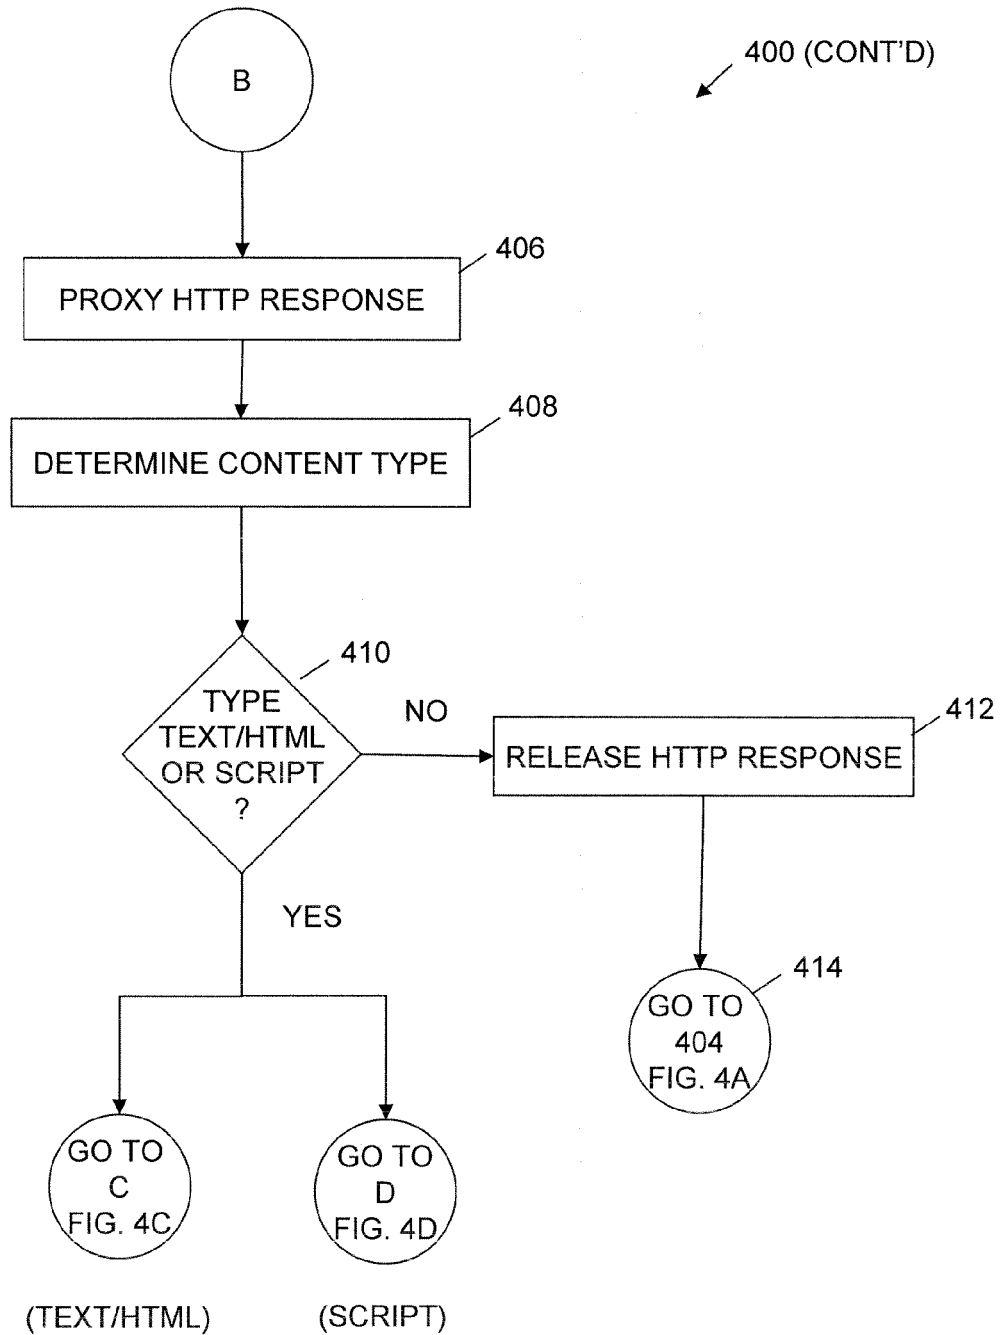 B
400 (CONT'D)
406
PROXY HTTP RESPONSE
408
DETERMINE CONTENT TYPE
410
TYPE
TEXT/HTML
OR SCRIPT
?
NO
412
RELEASE HTTP RESPONSE
YES
414
GO TO
404
FIG. 4A
GO TO
C
FIG. 4C
GO TO
D
FIG. 4D
(TEXT/HTML)
(SCRIPT)